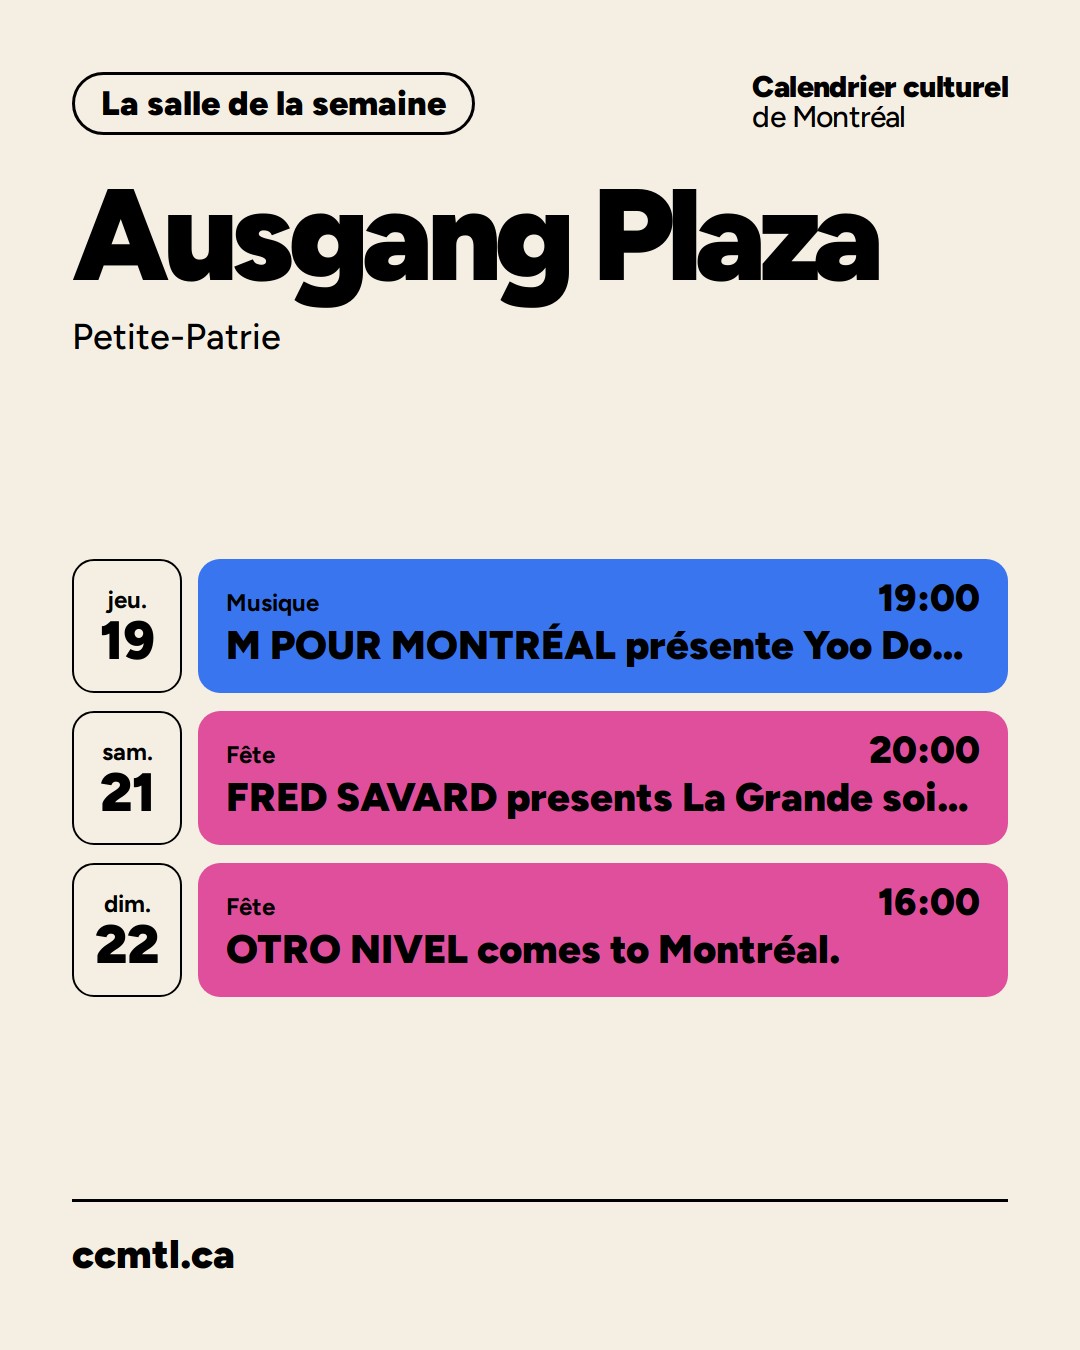 La salle de la semaine
Calendrier culturel
de Montréal
Ausgang Plaza
Petite-Patrie
jeu.
19
Musique
19:00
M POUR MONTRÉAL présente Yoo Do...
sam.
21
Fête
20:00
FRED SAVARD presents La Grande soi...
dim.
22
Fête
16:00
OTRO NIVEL comes to Montréal.
ccmtl.ca